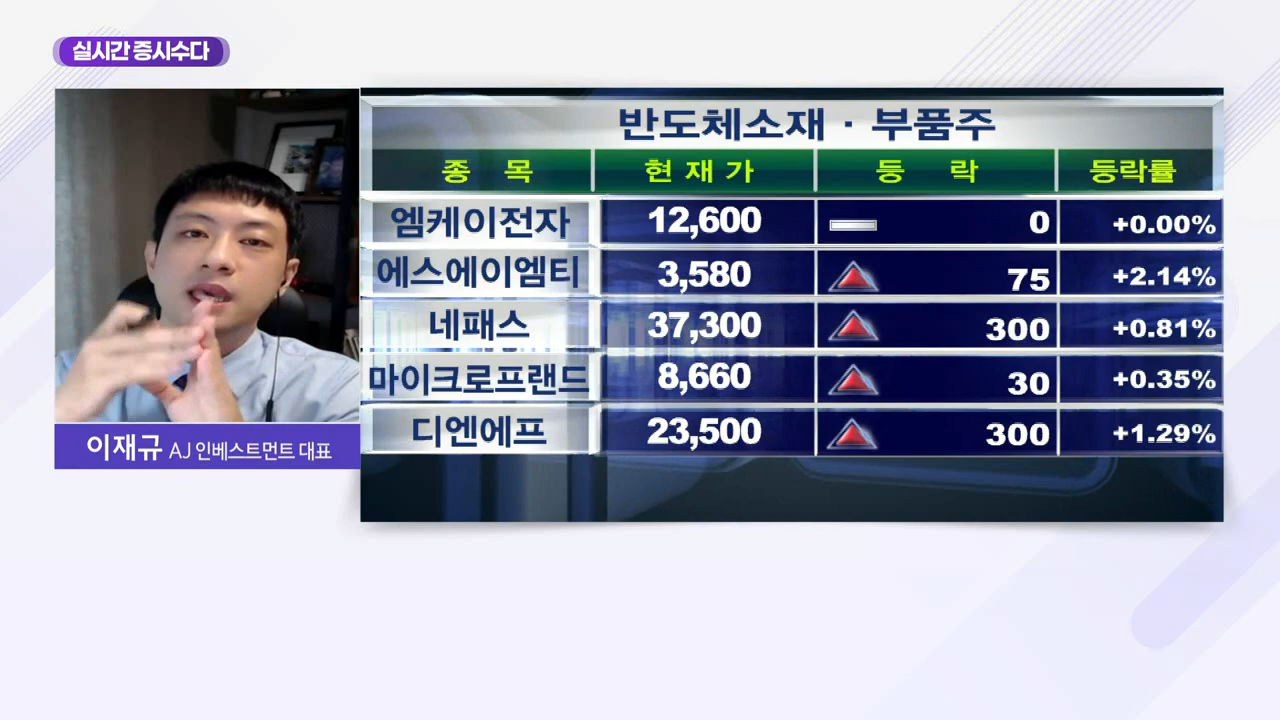 실시간 증시수다
이재규 AJ 인베스트먼트 대표
반도체소재 · 부품주
종 목 현 재 가 등 락 등락률
엠케이전자 12,600 0 +0.00%
에스에이엠티 3,580 ▲ 75 +2.14%
네패스 37,300 ▲ 300 +0.81%
마이크로프랜드 8,660 ▲ 30 +0.35%
디엔에프 23,500 ▲ 300 +1.29%